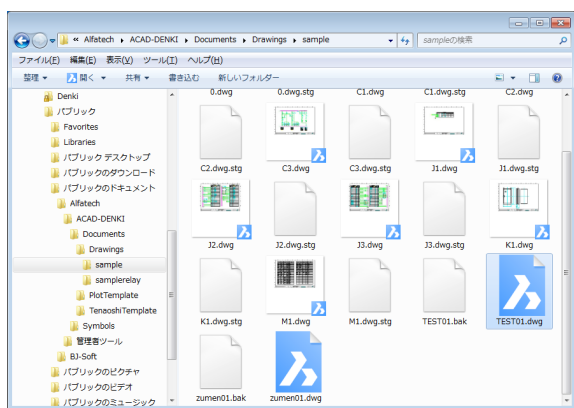 « Alfatech ▸ ACAD-DENKI ▸ Documents ▸ Drawings ▸ sample
sampleの検索
ファイル(F) 編集(E) 表示(V) ツール(T) ヘルプ(H)
整理 開く 共有 書き込む 新しいフォルダー
Denki
パブリック
Favorites
Libraries
パブリック デスクトップ
パブリックのダウンロード
パブリックのドキュメント
Alfatech
ACAD-DENKI
Documents
Drawings
sample
samplerelay
PlotTemplate
TenaoshiTemplate
Symbols
管理者ツール
BJ-Soft
パブリックのピクチャ
パブリックのビデオ
パブリックのミュージック
0.dwg 0.dwg.stg C1.dwg C1.dwg.stg C2.dwg
C2.dwg.stg C3.dwg C3.dwg.stg J1.dwg J1.dwg.stg
J2.dwg J2.dwg.stg J3.dwg J3.dwg.stg K1.dwg
K1.dwg.stg M1.dwg M1.dwg.stg TEST01.bak TEST01.dwg
zumen01.bak zumen01.dwg